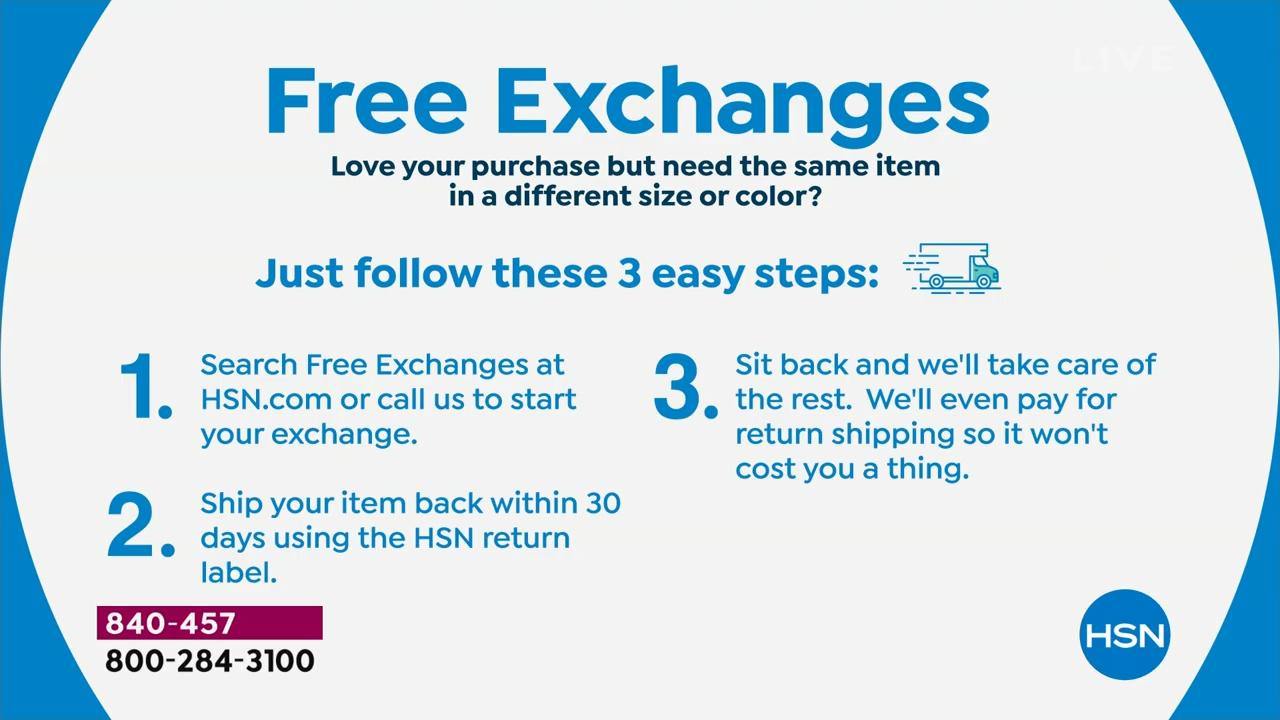 LIVE
Free Exchanges
Love your purchase but need the same item
in a different size or color?
Just follow these 3 easy steps:
1. Search Free Exchanges at
HSN.com or call us to start
your exchange.
2. Ship your item back within 30
days using the HSN return
label.
3. Sit back and we'll take care of
the rest. We'll even pay for
return shipping so it won't
cost you a thing.
840-457
800-284-3100
HSN